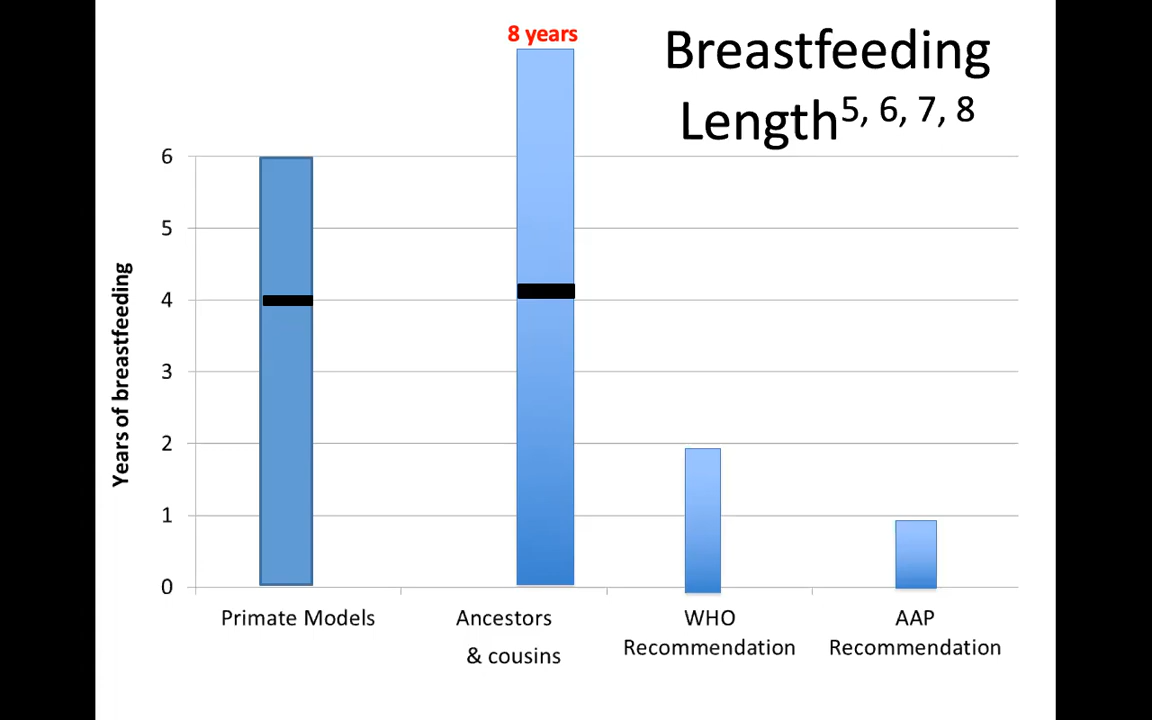 8 years
Breastfeeding
Length5, 6, 7, 8
Years of breastfeeding
6
5
4
3
2
1
0
Primate Models
Ancestors
& cousins
WHO
Recommendation
AAP
Recommendation